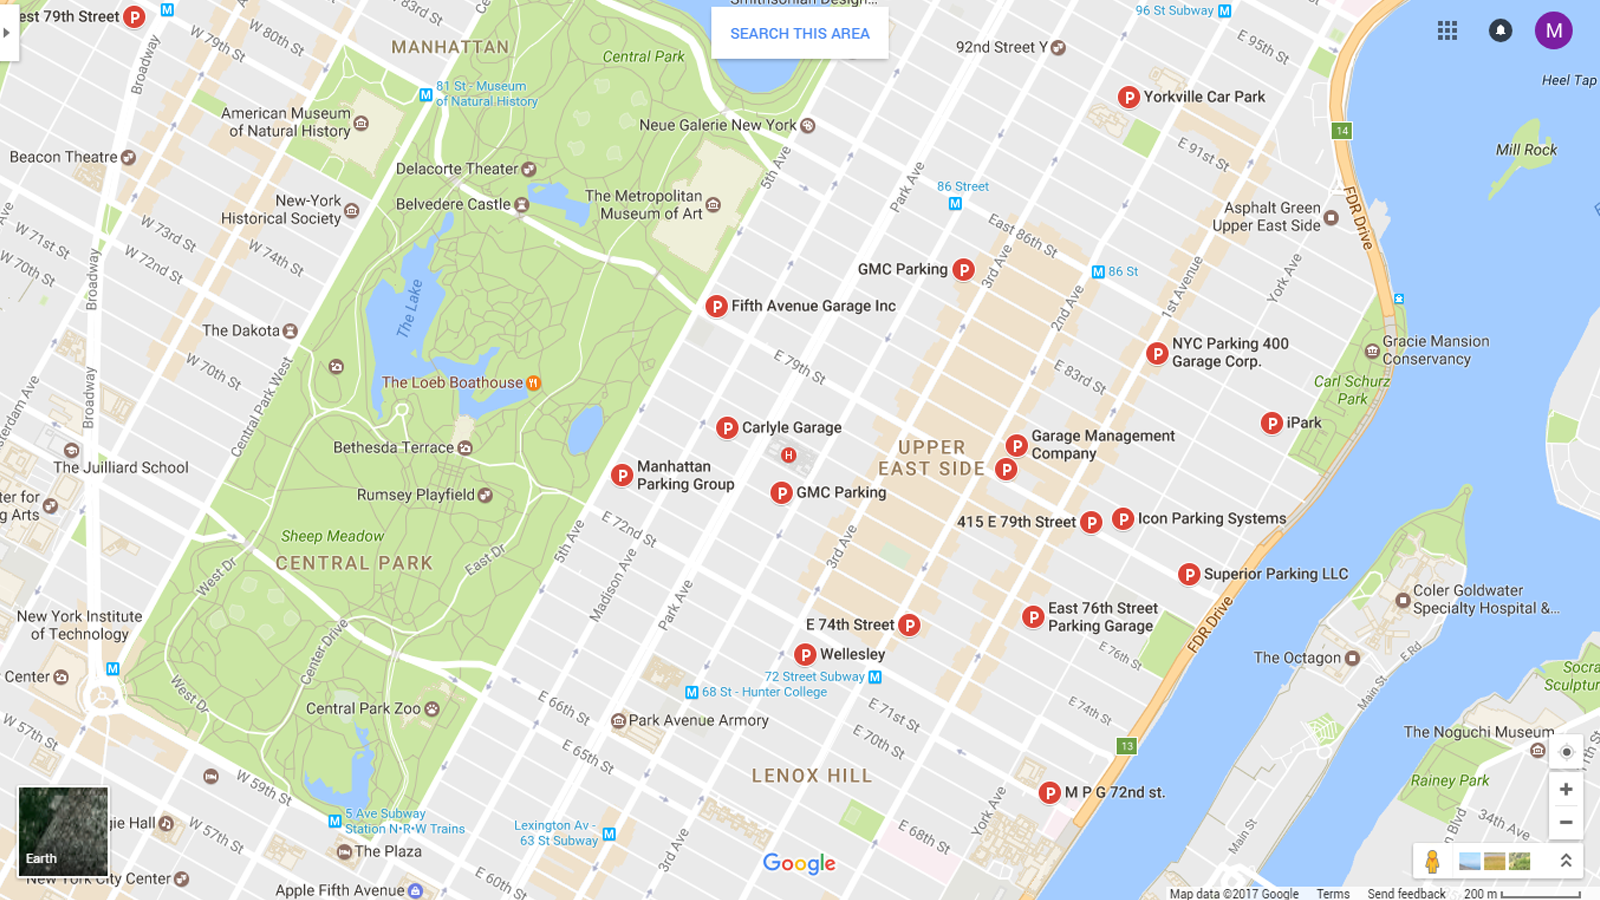 est 79th Street
W 79th St
W 80th St
Broadway
83rd St
MANHATTAN
Central Park
SEARCH THIS AREA
92nd Street Y
96 St Subway
E 95th St
M
Heel Tap
Mill Rock
81 St - Museum
of Natural History
American Museum
of Natural History
Beacon Theatre
Neue Galerie New York
Yorkville Car Park
14
E 91st St
Delacorte Theater
Belvedere Castle
The Metropolitan
Museum of Art
5th Ave
Park Ave
86 Street
East 86th St
Asphalt Green
Upper East Side
FDR Drive
New-York
Historical Society
W 71st St
W 70th St
W 73rd St
W 72nd St
W 74th St
Broadway
The Lake
GMC Parking
3rd Ave
86 St
2nd Ave
1st Avenue
York Ave
Fifth Avenue Garage Inc
The Dakota
W 70th St
Central Park West
The Loeb Boathouse
E 79th St
E 83rd St
NYC Parking 400
Garage Corp.
Gracie Mansion
Conservancy
Carl Schurz
Park
iPark
Broadway
Carlyle Garage
H
UPPER
EAST SIDE
Garage Management
Company
Bethesda Terrace
The Juilliard School
Manhattan
Parking Group
GMC Parking
Rumsey Playfield
ter for
g Arts
Sheep Meadow
CENTRAL PARK
West Dr
East Dr
5th Ave
E 72nd St
Madison Ave
Park Ave
3rd Ave
415 E 79th Street
Icon Parking Systems
Superior Parking LLC
FDR Drive
Coler Goldwater
Specialty Hospital &...
New York Institute
of Technology
Center Drive
E 74th Street
East 76th Street
Parking Garage
E 76th St
Wellesley
72 Street Subway
68 St - Hunter College
The Octagon
E Rd
Main St
Socra
Sculptur
Center
West Dr
Central Park Zoo
Park Avenue Armory
E 66th St
E 65th St
E 71st St
E 70th St
E 74th St
13
The Noguchi Museum
W 57th St
W 59th St
LENOX HILL
M P G 72nd st.
York Ave
Rainey Park
34th Ave
Main St
E 68th St
3rd Ave
5 Ave Subway
Station N•R•W Trains
Lexington Av -
63 St Subway
gie Hall
W 57th St
The Plaza
Earth
New York City Center
Apple Fifth Avenue
E 60th St
Google
Map data ©2017 Google
Terms
Send feedback
200 m